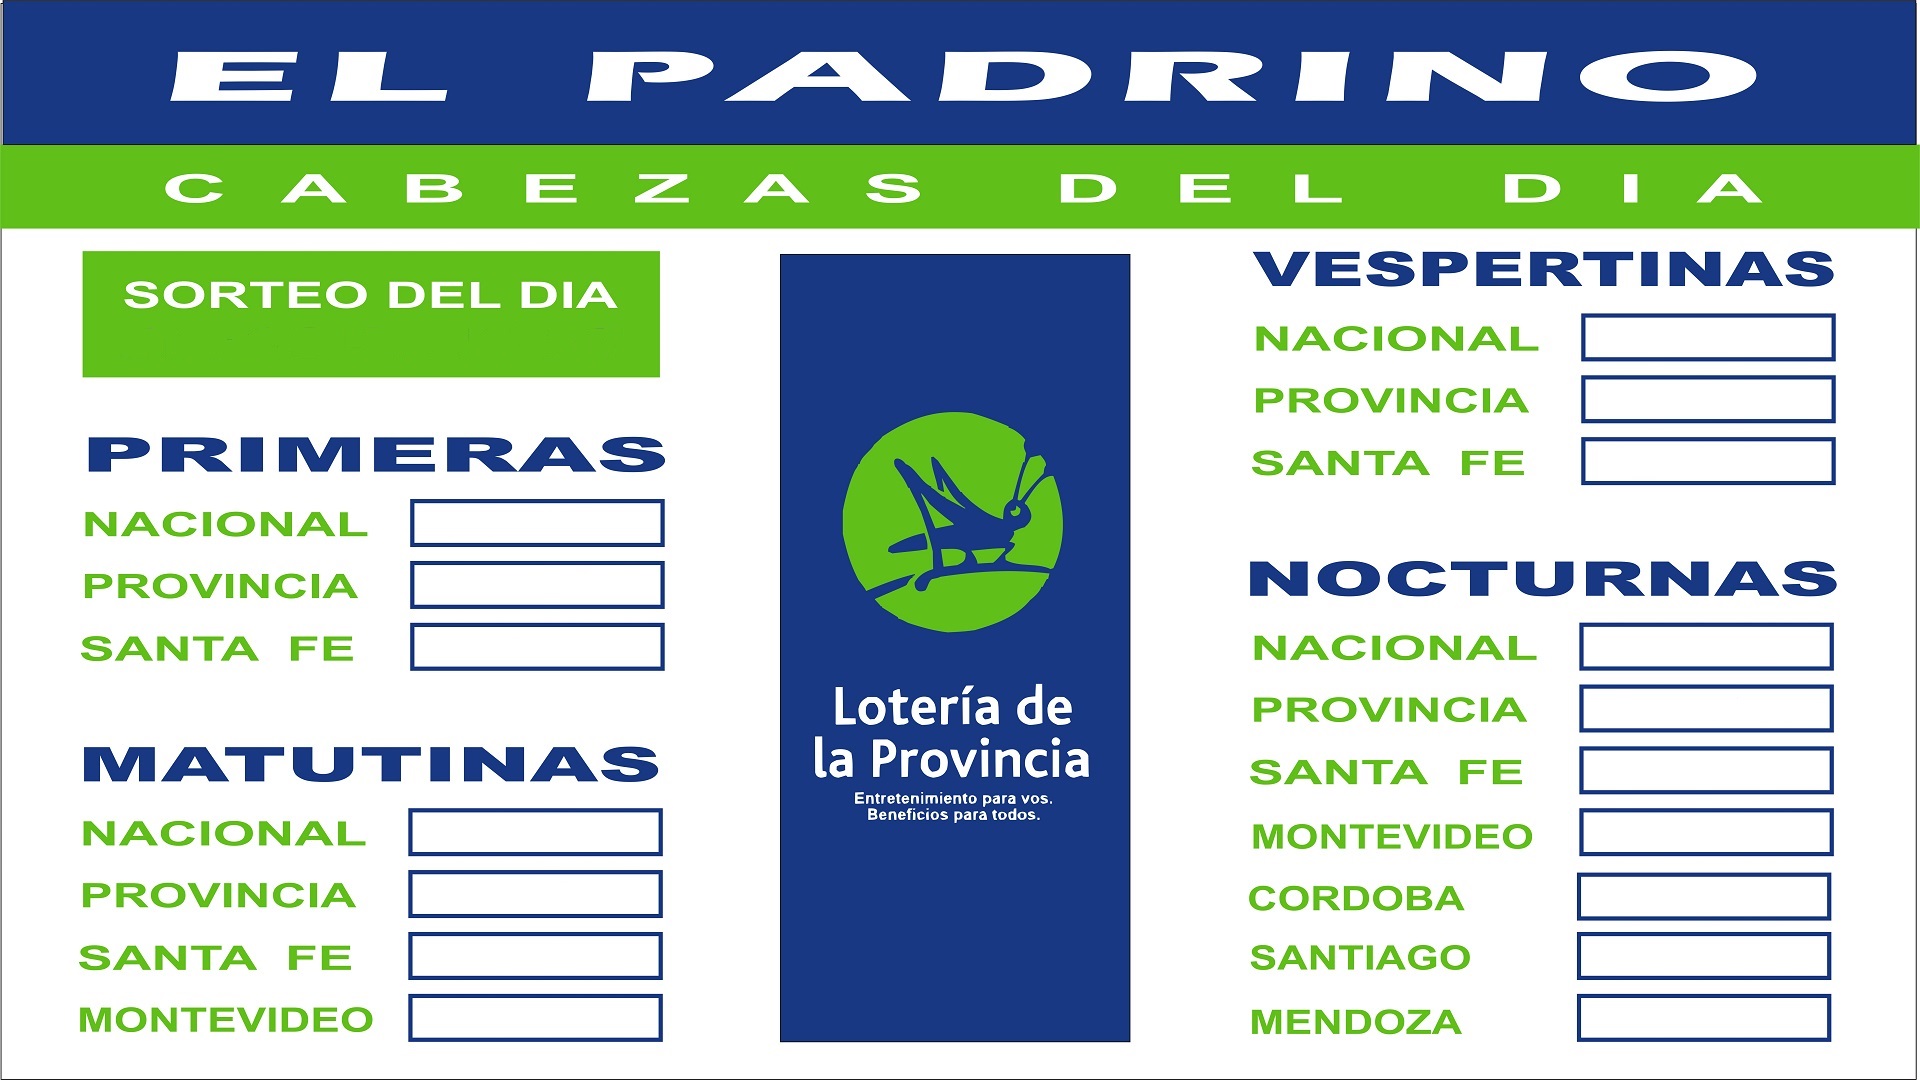 EL PADRINO
CABEZAS DEL DIA
SORTEO DEL DIA
PRIMERAS
NACIONAL
PROVINCIA
SANTA FE
MATUTINAS
NACIONAL
PROVINCIA
SANTA FE
MONTEVIDEO
Lotería de
la Provincia
Entretenimiento para vos.
Beneficios para todos.
VESPERTINAS
NACIONAL
PROVINCIA
SANTA FE
NOCTURNAS
NACIONAL
PROVINCIA
SANTA FE
MONTEVIDEO
CORDOBA
SANTIAGO
MENDOZA